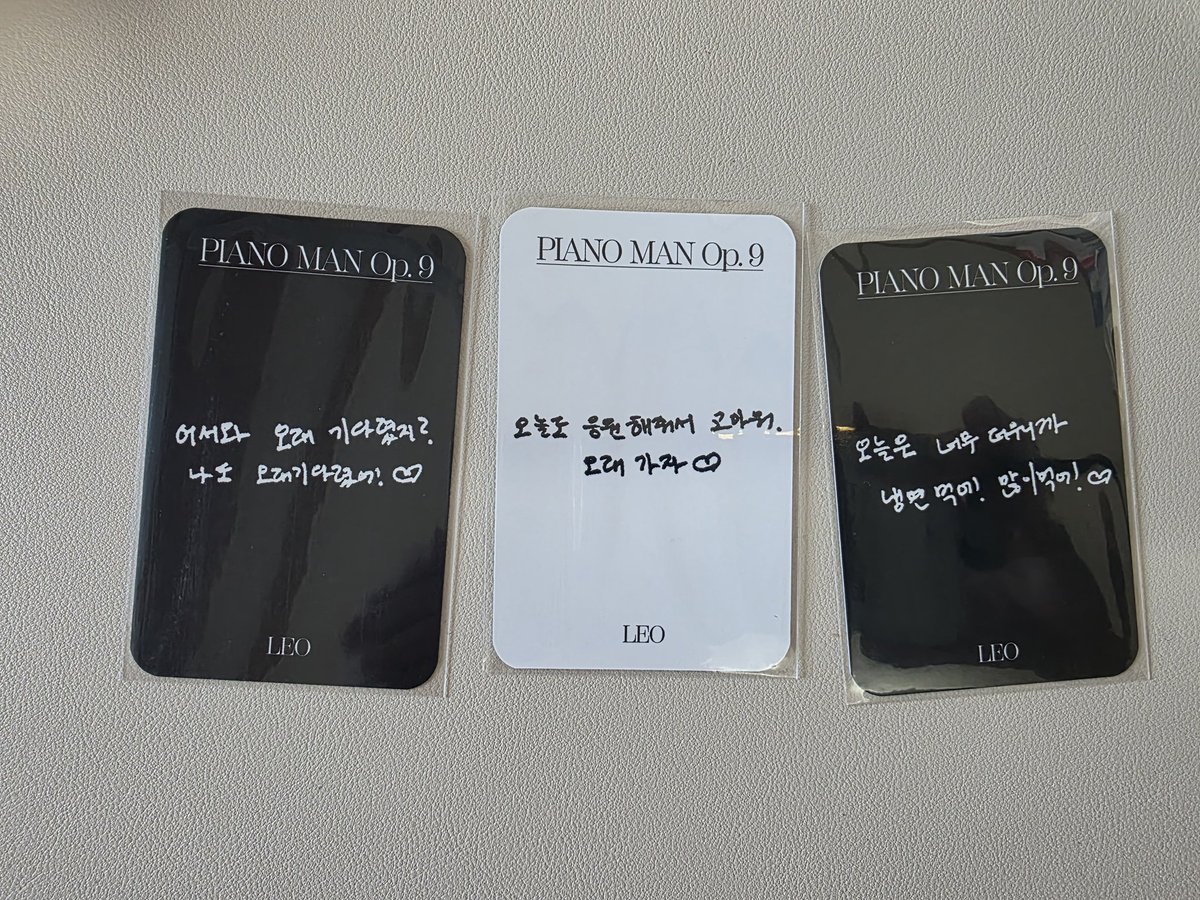 PIANO MAN Op. 9
어서와 오래 기다렸지?
나도 오래기다렸어! ♡
LEO
PIANO MAN Op. 9
오늘도 응원해줘서 고마워.
오래 가자 ♡
LEO
PIANO MAN Op. 9
오늘은 너무 더우니까
냉면 먹어! 많이먹어! ♡
LEO